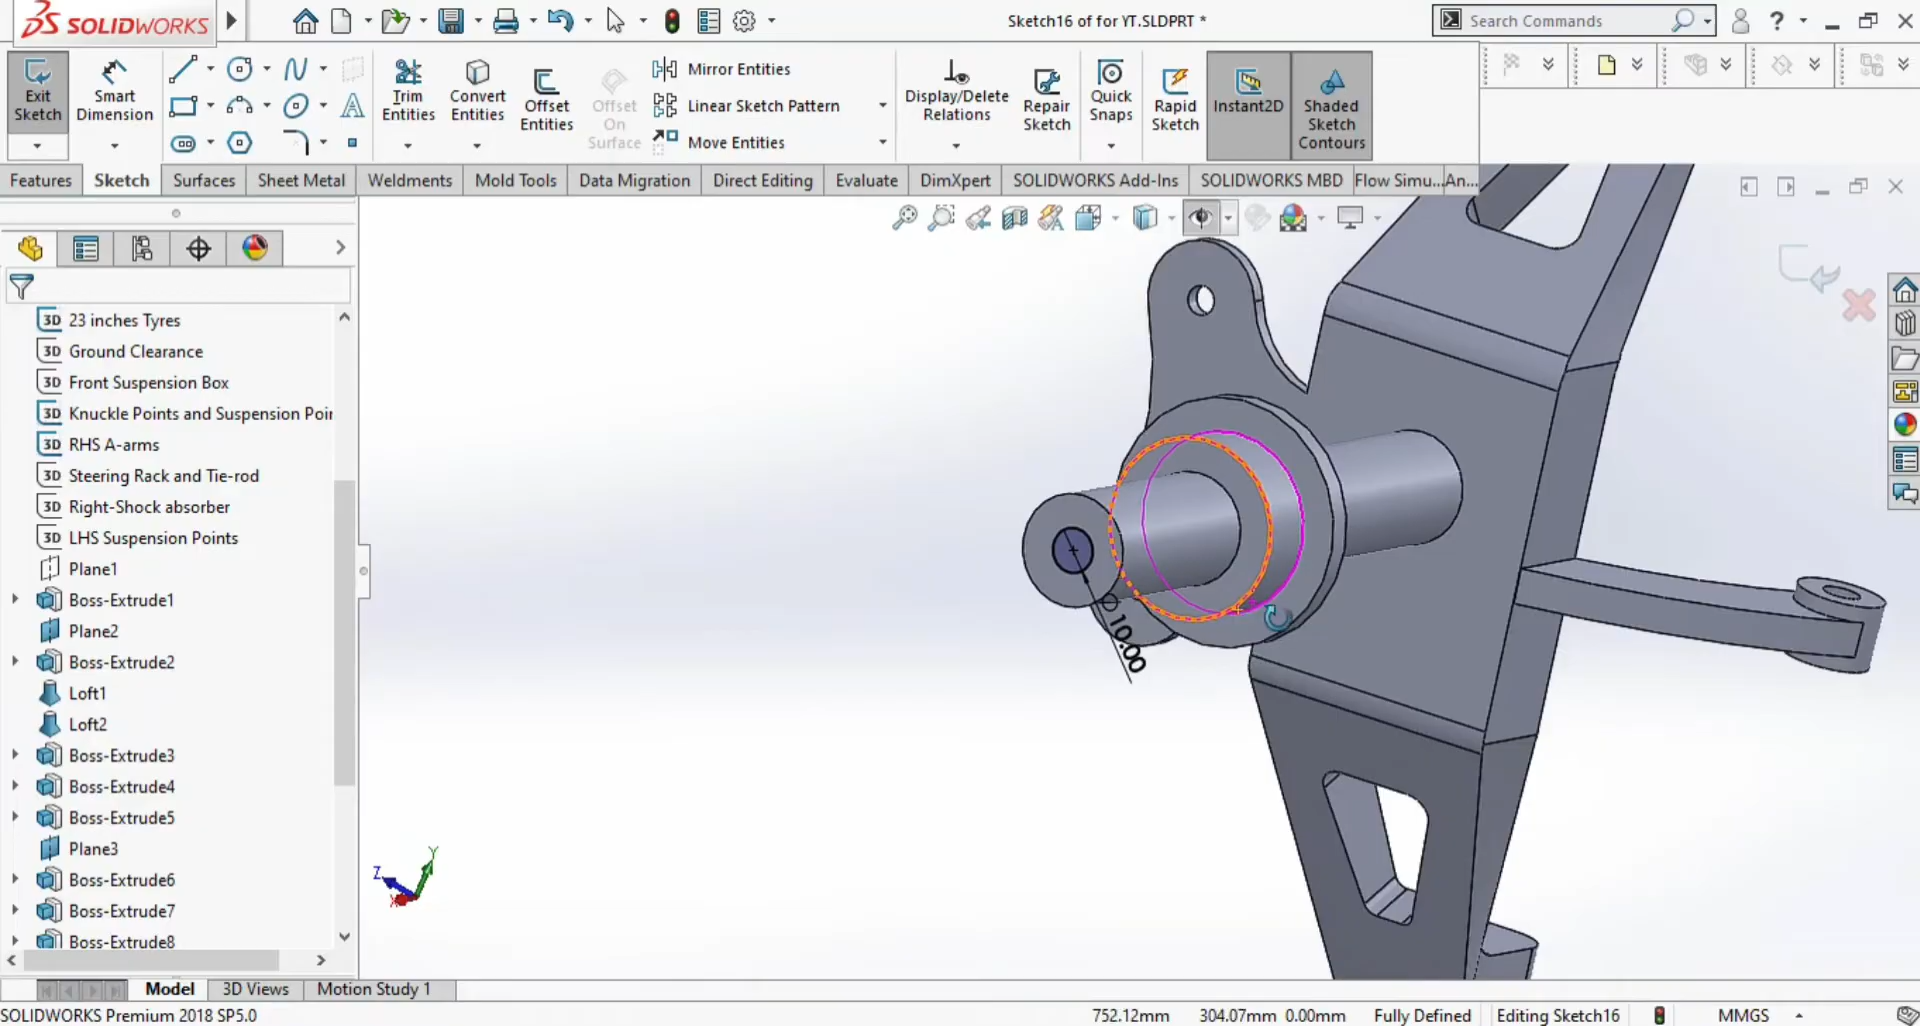 SOLIDWORKS
Sketch16 of for YT.SLDPRT *
Search Commands
Exit Sketch
Smart Dimension
Trim Entities
Convert Entities
Offset Entities
Offset On Surface
Mirror Entities
Linear Sketch Pattern
Move Entities
Display/Delete Relations
Repair Sketch
Quick Snaps
Rapid Sketch
Instant2D
Shaded Sketch Contours
Features
Sketch
Surfaces
Sheet Metal
Weldments
Mold Tools
Data Migration
Direct Editing
Evaluate
DimXpert
SOLIDWORKS Add-Ins
SOLIDWORKS MBD
Flow Simu...
An...
3D 23 inches Tyres
3D Ground Clearance
3D Front Suspension Box
3D Knuckle Points and Suspension Poir
3D RHS A-arms
3D Steering Rack and Tie-rod
3D Right-Shock absorber
3D LHS Suspension Points
Plane1
Boss-Extrude1
Plane2
Boss-Extrude2
Loft1
Loft2
Boss-Extrude3
Boss-Extrude4
Boss-Extrude5
Plane3
Boss-Extrude6
Boss-Extrude7
Boss-Extrude8
∅10.00
Y
Z
X
Model
3D Views
Motion Study 1
SOLIDWORKS Premium 2018 SP5.0
752.12mm
304.07mm 0.00mm
Fully Defined
Editing Sketch16
MMGS